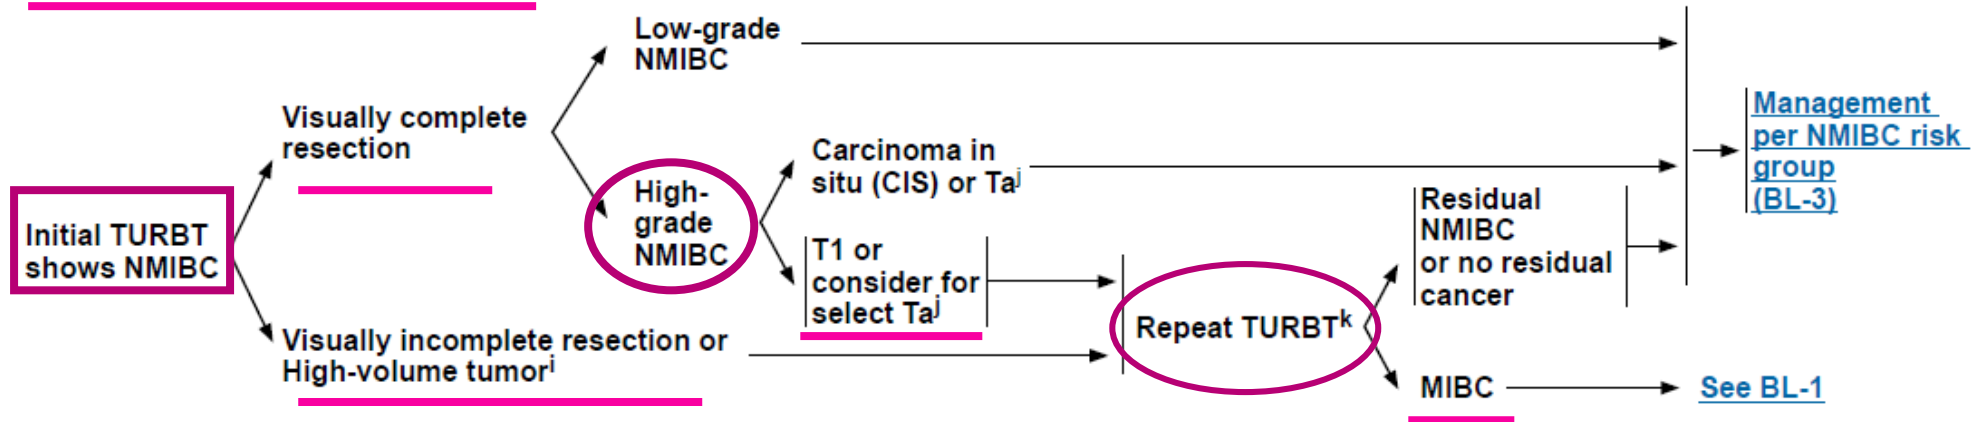 Low-grade
NMIBC
Visually complete
resection
Management
per NMIBC risk
group
(BL-3)
Carcinoma in
situ (CIS) or Taj
High-
grade
NMIBC
Residual
NMIBC
or no residual
cancer
Initial TURBT
shows NMIBC
T1 or
consider for
select Taj
Repeat TURBTk
Visually incomplete resection or
High-volume tumori
MIBC
See BL-1